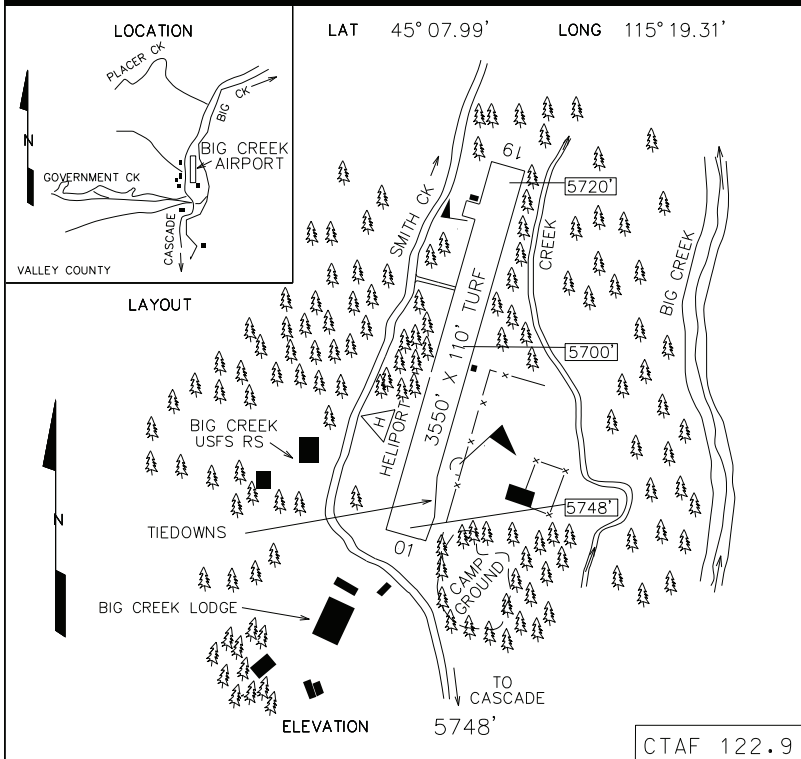 LOCATION
LAT 45° 07.99' LONG 115° 19.31'
PLACER CK
BIG CK
N
BIG CREEK
AIRPORT
GOVERNMENT CK
CASCADE
VALLEY COUNTY
LAYOUT
19
5720'
SMITH CK
CREEK
BIG CREEK
3550' X 110' TURF
5700'
H
HELIPORT
BIG CREEK
USFS RS
N
TIEDOWNS
5748'
01
CAMP
GROUND
BIG CREEK LODGE
TO
CASCADE
ELEVATION 5748'
CTAF 122.9